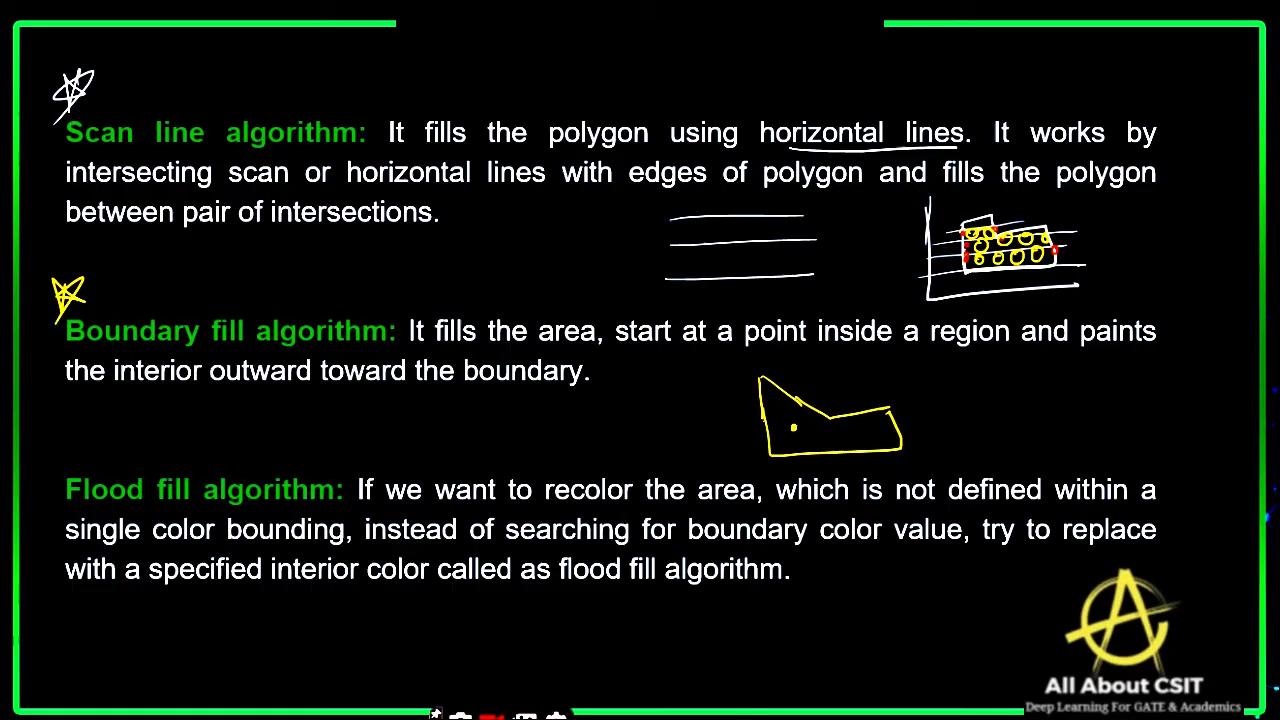 Scan line algorithm: It fills the polygon using horizontal lines. It works by
intersecting scan or horizontal lines with edges of polygon and fills the polygon
between pair of intersections.
Boundary fill algorithm: It fills the area, start at a point inside a region and paints
the interior outward toward the boundary.
Flood fill algorithm: If we want to recolor the area, which is not defined within a
single color bounding, instead of searching for boundary color value, try to replace
with a specified interior color called as flood fill algorithm.
All About CSIT
Deep Learning For GATE & Academics